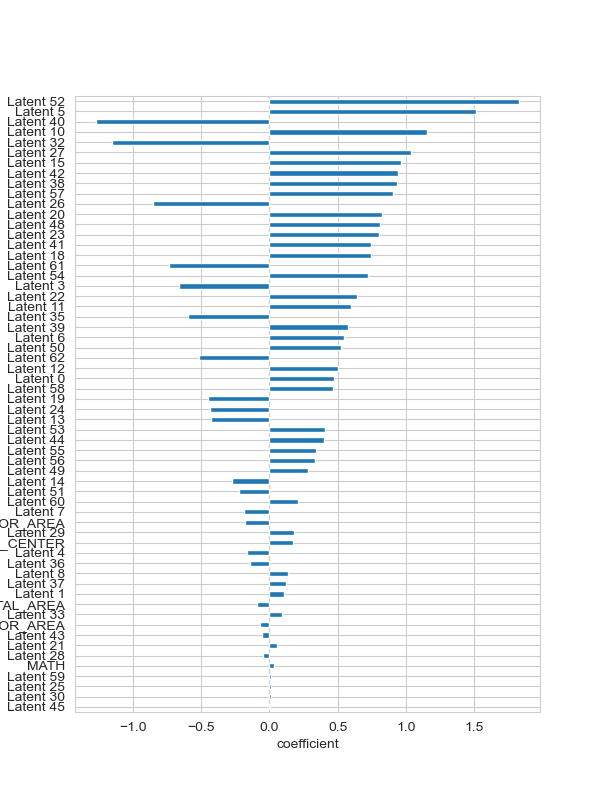 Latent 52
Latent 5
Latent 40
Latent 10
Latent 32
Latent 27
Latent 15
Latent 42
Latent 38
Latent 57
Latent 26
Latent 20
Latent 48
Latent 23
Latent 41
Latent 18
Latent 61
Latent 54
Latent 3
Latent 22
Latent 11
Latent 35
Latent 39
Latent 6
Latent 50
Latent 62
Latent 12
Latent 0
Latent 58
Latent 19
Latent 24
Latent 13
Latent 53
Latent 44
Latent 55
Latent 56
Latent 49
Latent 14
Latent 51
Latent 60
Latent 7
OR_AREA
Latent 29
_CENTER
Latent 4
Latent 36
Latent 8
Latent 37
Latent 1
TAL_AREA
Latent 33
OR_AREA
Latent 43
Latent 21
Latent 28
MATH
Latent 59
Latent 25
Latent 30
Latent 45
−1.0 −0.5 0.0 0.5 1.0 1.5
coefficient